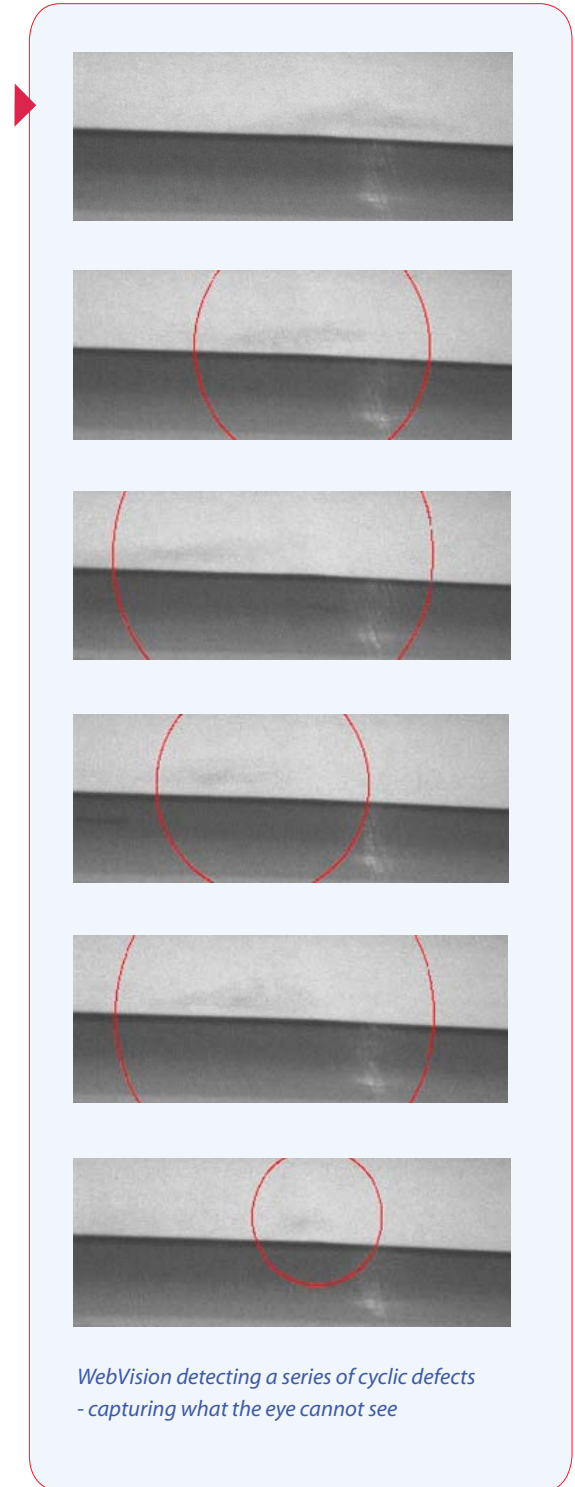 WebVision detecting a series of cyclic defects
- capturing what the eye cannot see